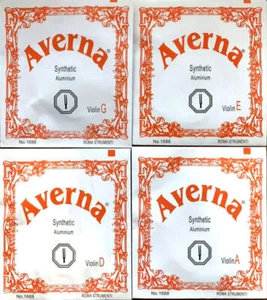 Averna®
Synthetic
Aluminium
Violin G
No.1688
ROMA STRUMENTI
Averna®
Synthetic
Aluminium
Violin E
No.1688
ROMA STRUMENTI
Averna®
Synthetic
Aluminium
Violin D
No.1688
ROMA STRUMENTI
Averna®
Synthetic
Aluminium
Violin A
No.1688
ROMA STRUMENTI